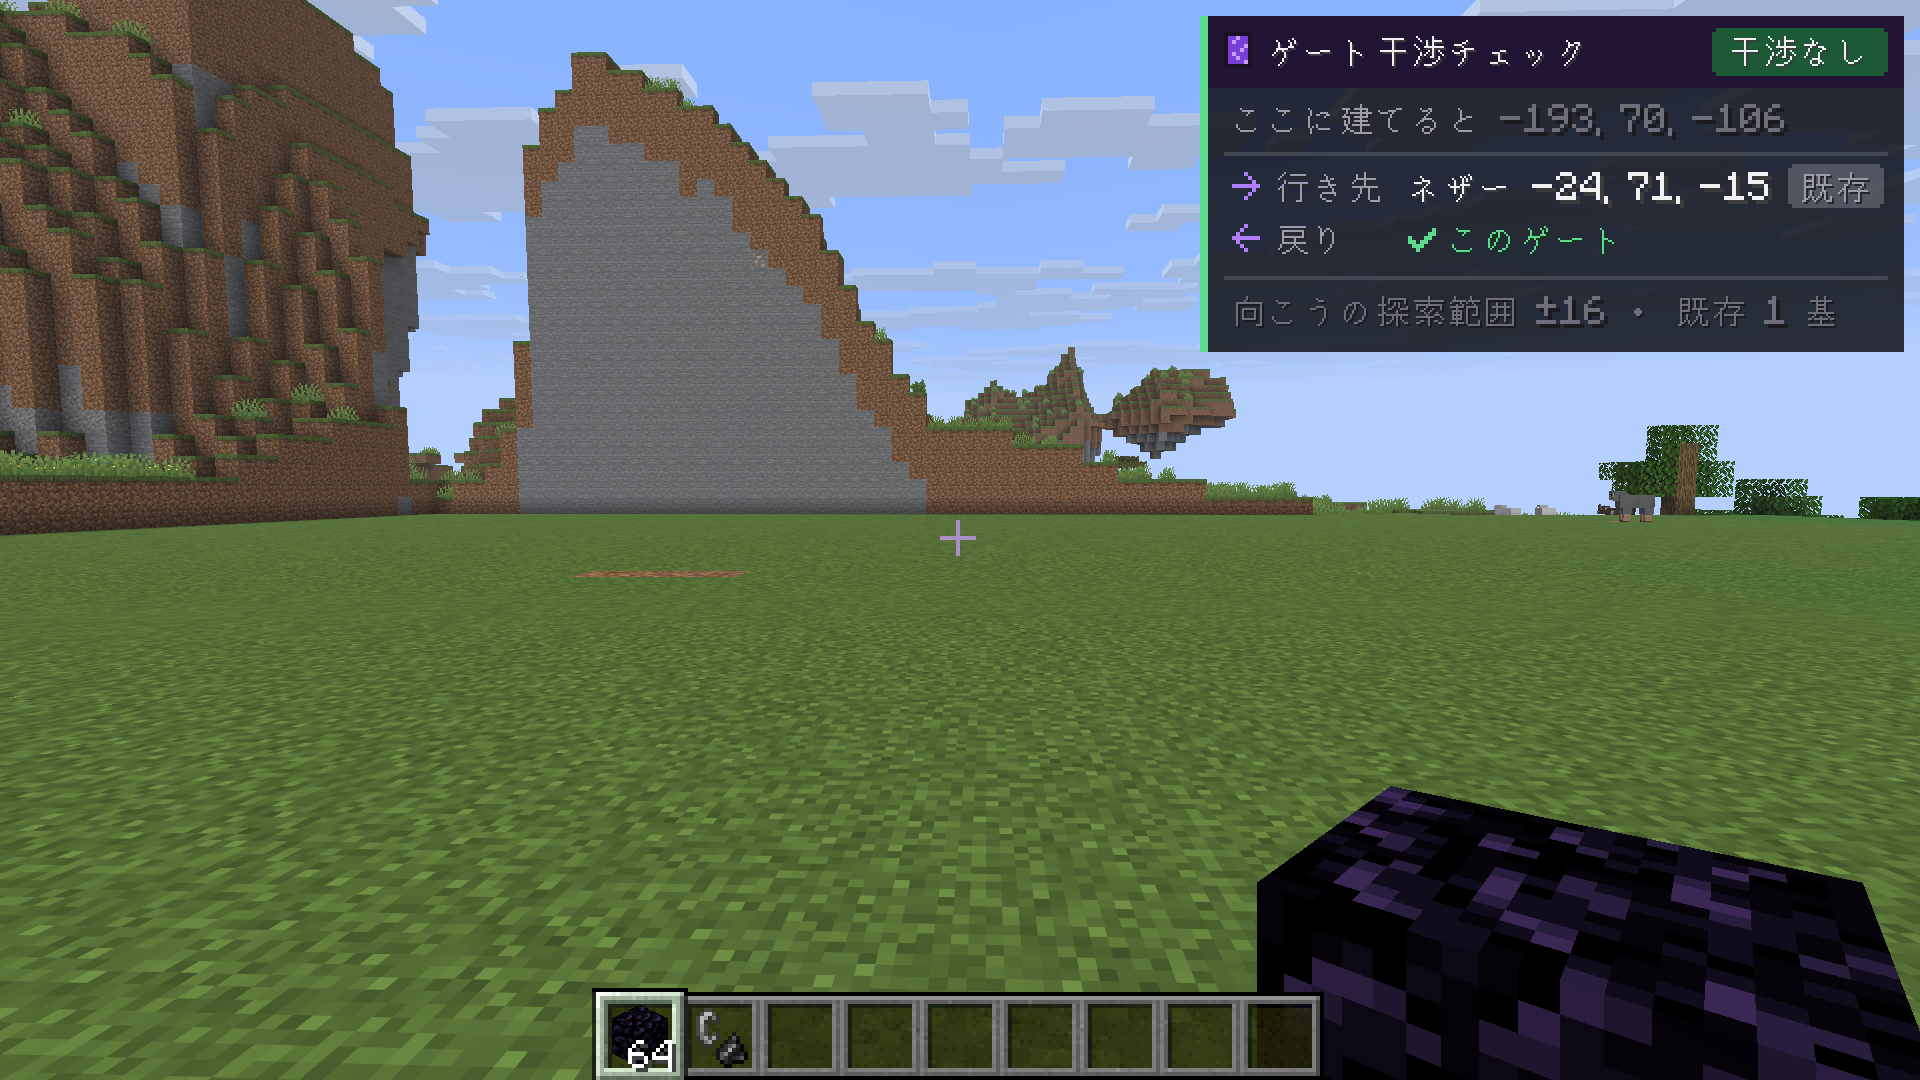 ゲート干渉チェック 干渉なし
ここに建てると -193, 70, -106
→ 行き先 ネザー -24, 71, -15 既存
← 戻り ✔ このゲート
向こうの探索範囲 ±16 ・ 既存 1 基
64